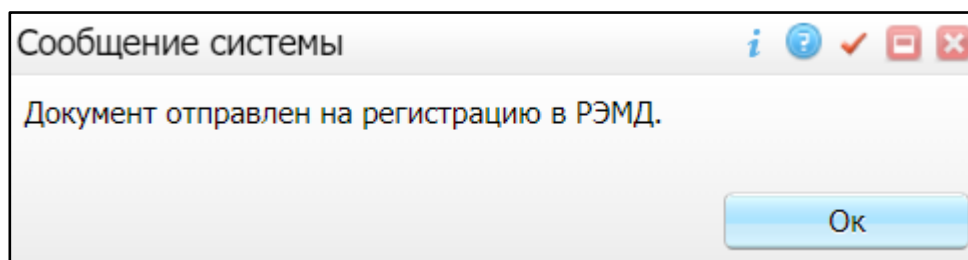 Сообщение системы
Документ отправлен на регистрацию в РЭМД.
Ок